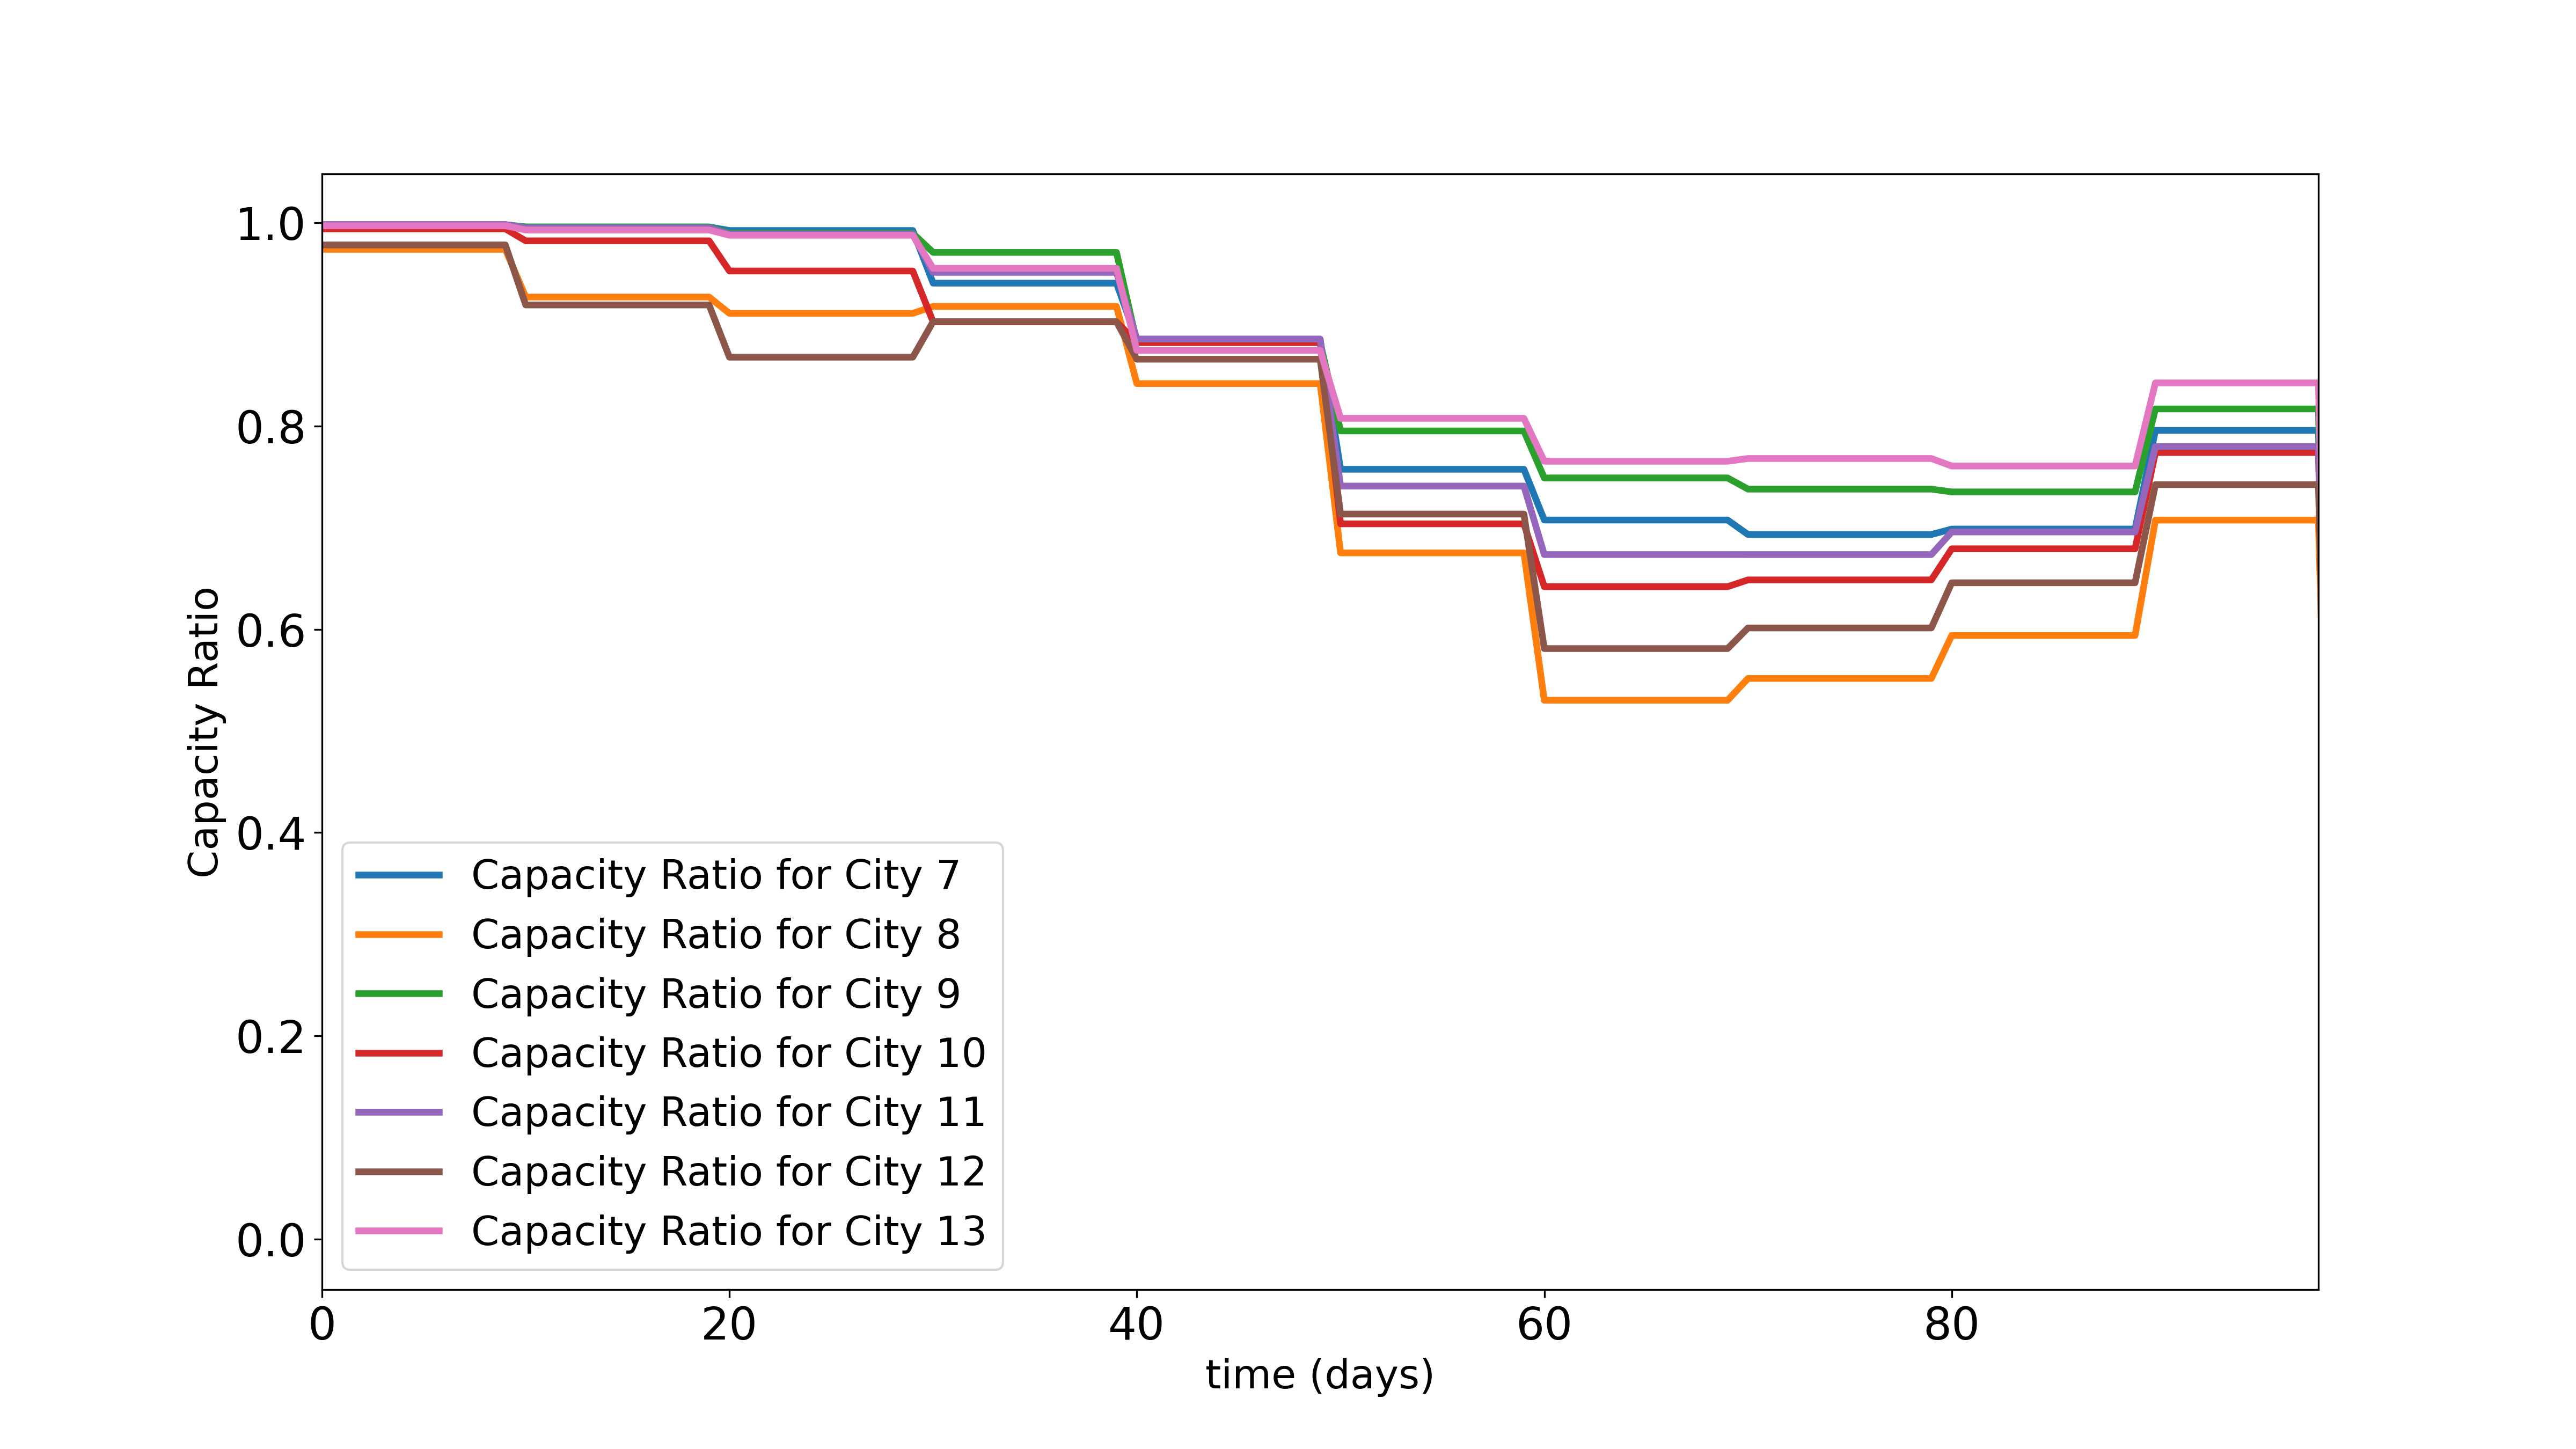 1.0
0.8
0.6
0.4
0.2
0.0
Capacity Ratio
Capacity Ratio for City 7
Capacity Ratio for City 8
Capacity Ratio for City 9
Capacity Ratio for City 10
Capacity Ratio for City 11
Capacity Ratio for City 12
Capacity Ratio for City 13
0 20 40 60 80
time (days)